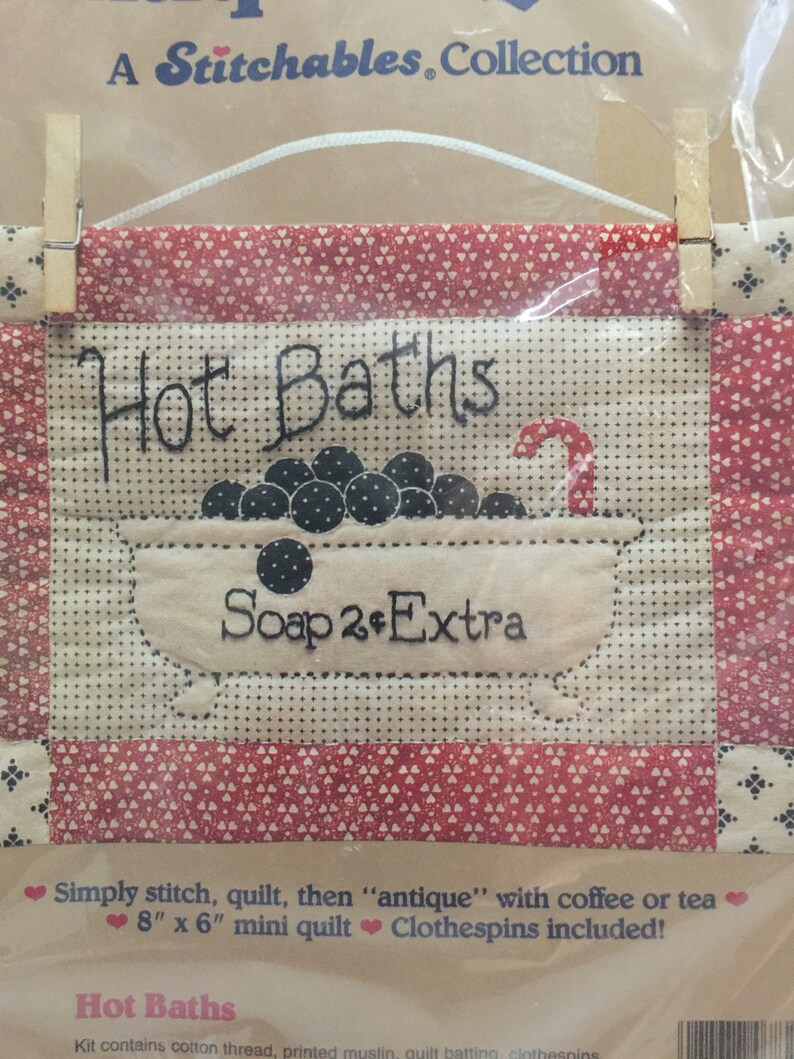 A Stitchables® Collection
Hot Baths
Soap 2¢ Extra
Simply stitch, quilt, then "antique" with coffee or tea
8" x 6" mini quilt Clothespins included!
Hot Baths
Kit contains cotton thread, printed muslin, quilt batting, clothespins